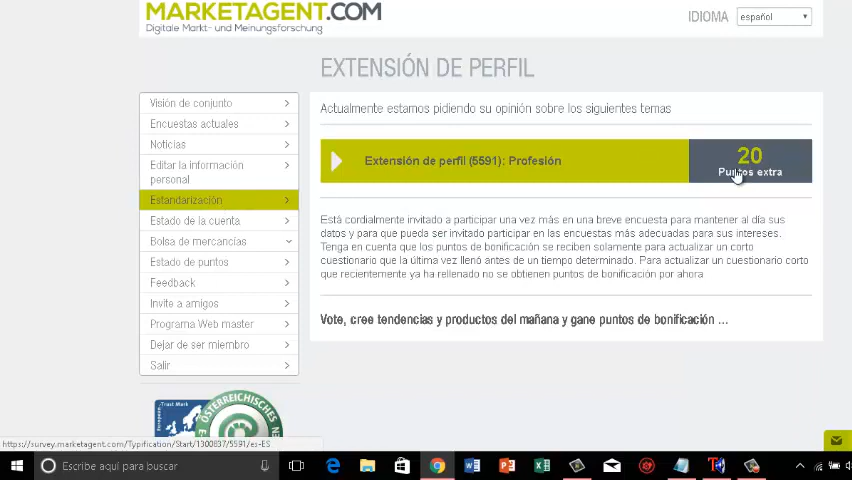 MARKETAGENT.COM
Digitale Markt- und Meinungsforschung
IDIOMA español
EXTENSIÓN DE PERFIL
Visión de conjunto
Encuestas actuales
Noticias
Editar la información
personal
Estandarización
Estado de la cuenta
Bolsa de mercancías
Estado de puntos
Feedback
Invite a amigos
Programa Web master
Dejar de ser miembro
Salir
Actualmente estamos pidiendo su opinión sobre los siguientes temas
Extensión de perfil (5591): Profesión
20
Puntos extra
Está cordialmente invitado a participar una vez más en una breve encuesta para mantener al día sus
datos y para que pueda ser invitado participar en las encuestas más adecuadas para sus intereses.
Tenga en cuenta que los puntos de bonificación se reciben solamente para actualizar un corto
cuestionario que la última vez llenó antes de un tiempo determinado. Para actualizar un cuestionario corto
que recientemente ya ha rellenado no se obtienen puntos de bonificación por ahora
Vote, cree tendencias y productos del mañana y gane puntos de bonificación ...
ÖSTERREICHISCHES
https://survey.marketagent.com/Typification/Start/1300837/5591/es-ES
Escribe aquí para buscar